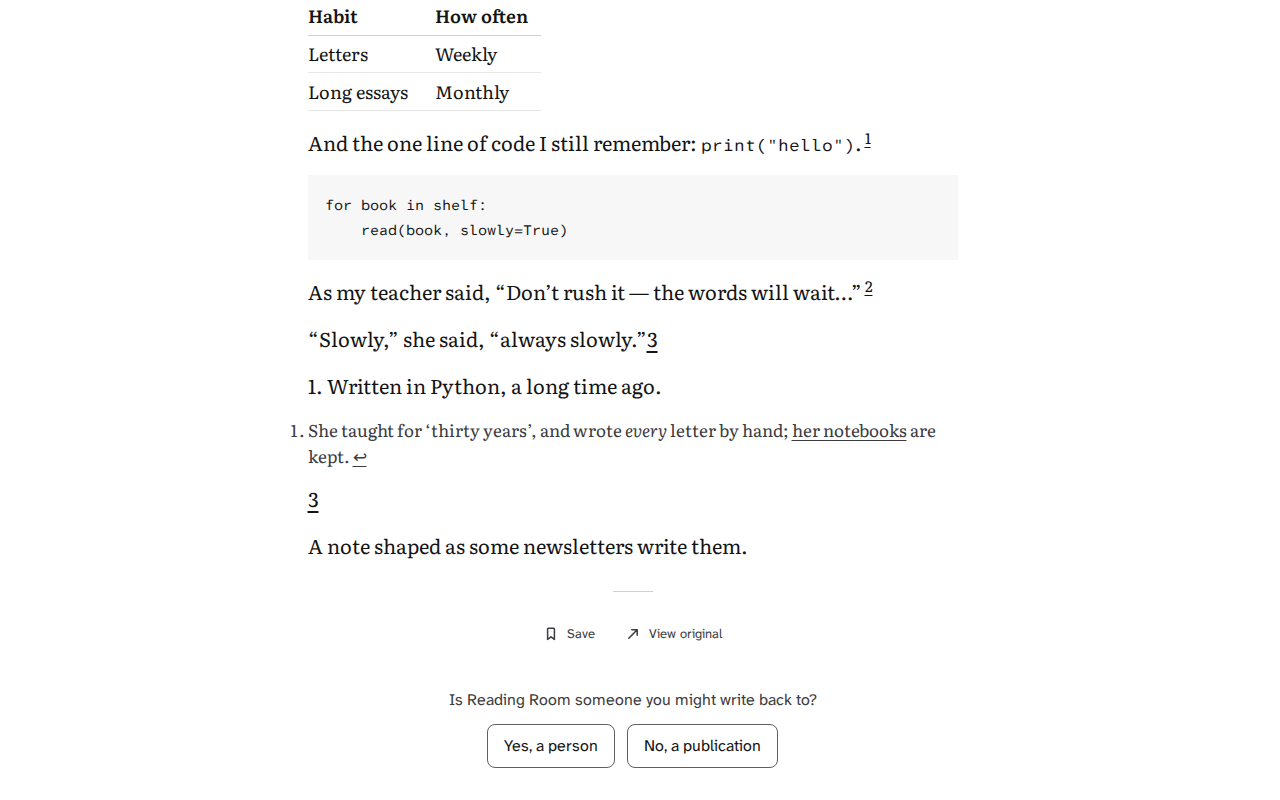 Habit How often
Letters Weekly
Long essays Monthly
And the one line of code I still remember: print("hello").1
for book in shelf:
    read(book, slowly=True)
As my teacher said, “Don’t rush it — the words will wait…” 2
“Slowly,” she said, “always slowly.”3
1. Written in Python, a long time ago.
1. She taught for ‘thirty years’, and wrote every letter by hand; her notebooks are
kept. ↩
3
A note shaped as some newsletters write them.
Save View original
Is Reading Room someone you might write back to?
Yes, a person No, a publication